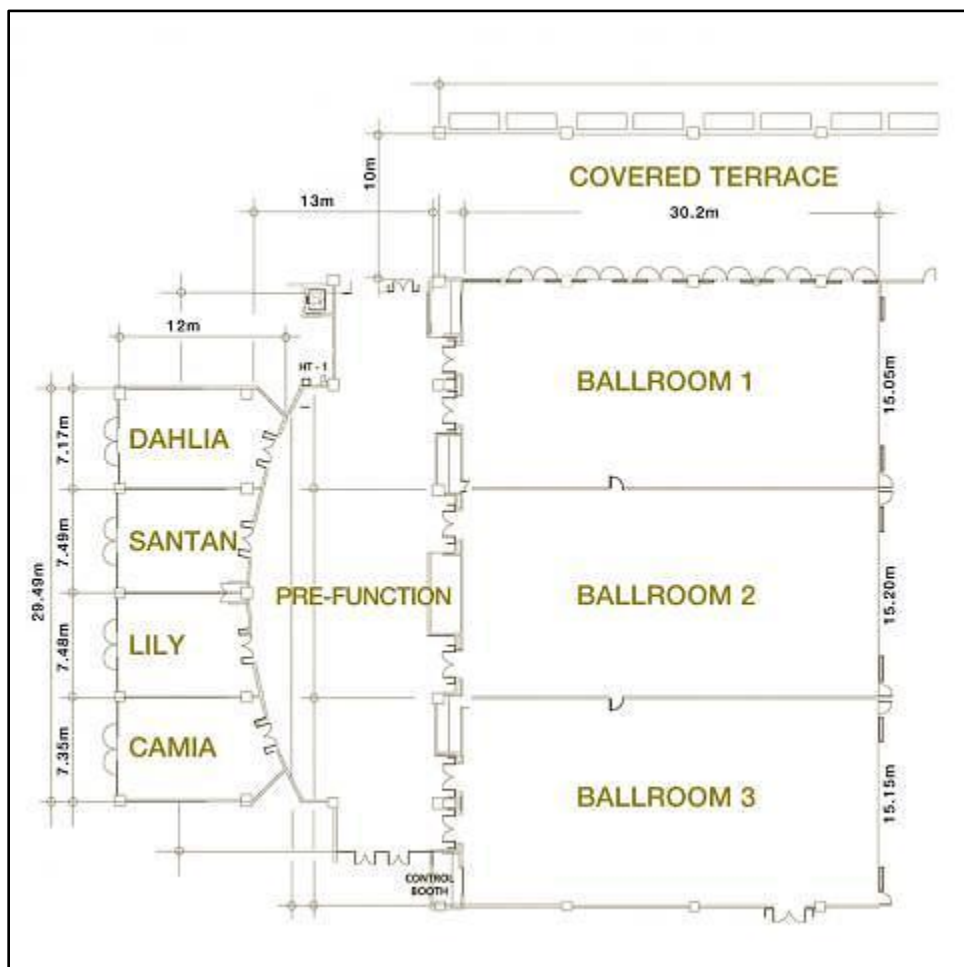 COVERED TERRACE
10m
13m
30.2m
12m
HT - 1
BALLROOM 1
15.05m
DAHLIA
7.17m
SANTAN
7.49m
29.49m
PRE-FUNCTION
BALLROOM 2
15.20m
LILY
7.48m
CAMIA
7.35m
BALLROOM 3
15.15m
CONTROL
BOOTH